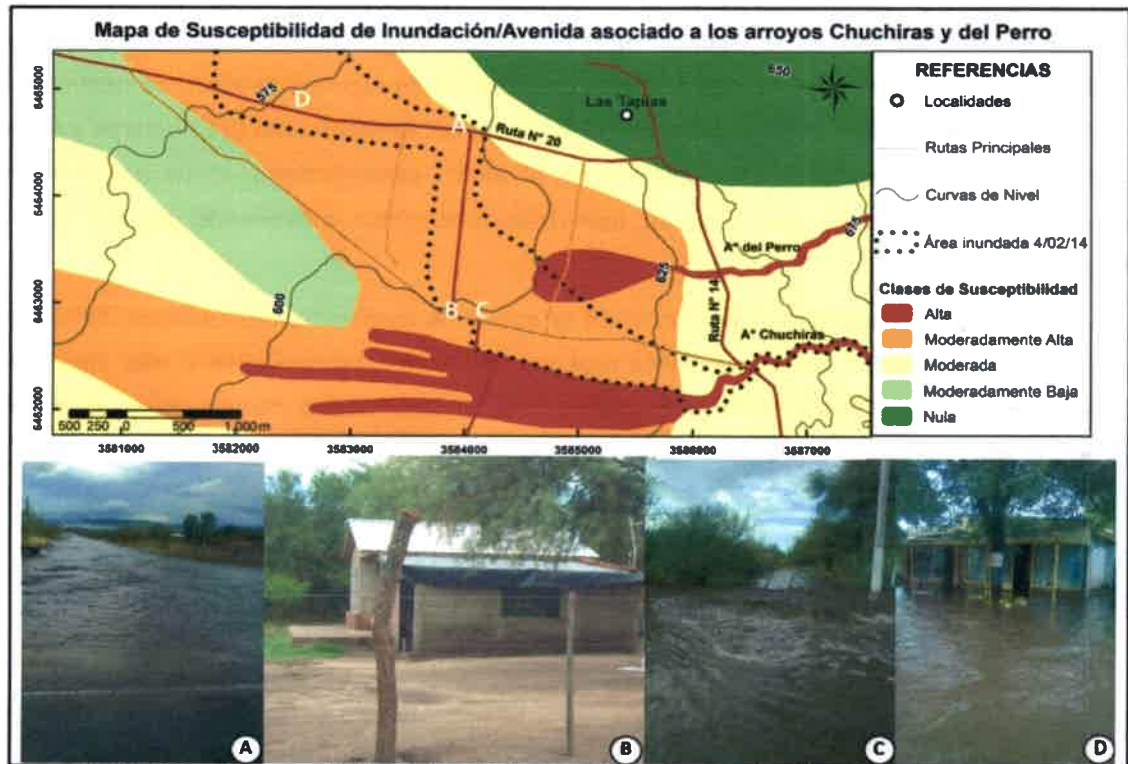 Mapa de Susceptibilidad de Inundación/Avenida asociado a los arroyos Chuchiras y del Perro
6465000
6464000
6463000
6462000
575
D
A
Ruta N° 20
Las Tapias
650
A° del Perro
675
625
600
B
C
Ruta N° 14
A° Chuchiras
500 250 0 500 1.000 m
3581000 3582000 3583000 3584000 3585000 3586000 3587000
REFERENCIAS
Localidades
Rutas Principales
Curvas de Nivel
Área inundada 4/02/14
Clases de Susceptibilidad
Alta
Moderadamente Alta
Moderada
Moderadamente Baja
Nula
A
B
C
D